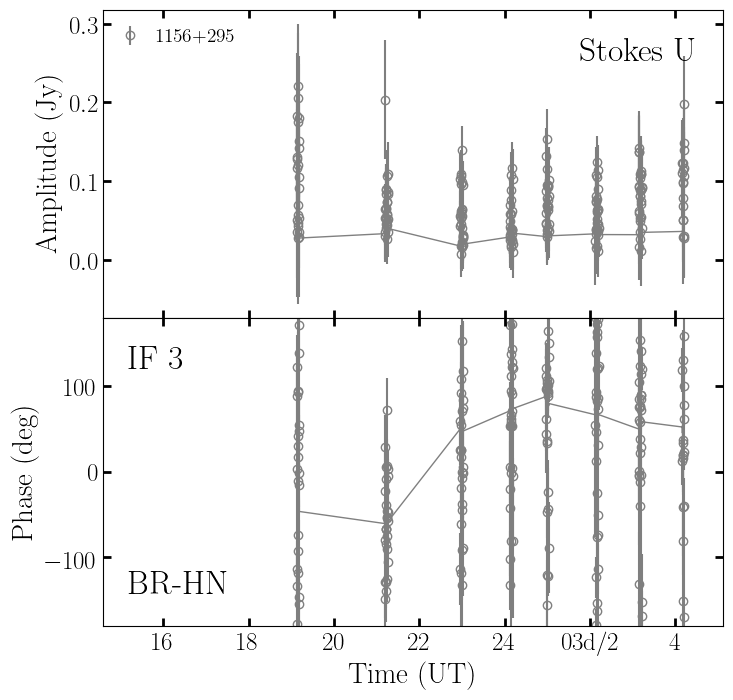 1156+295
Stokes U
0.3
0.2
0.1
0.0
Amplitude (Jy)
IF 3
BR-HN
100
0
−100
Phase (deg)
16 18 20 22 24 03d/2 4
Time (UT)